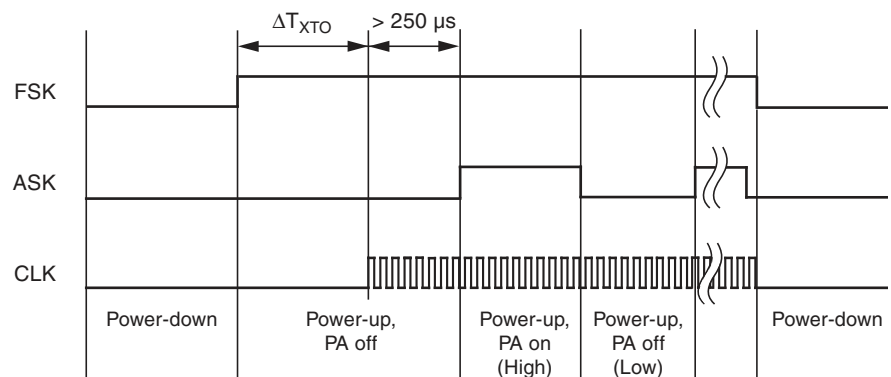 ΔTXTO
> 250 µs
FSK
ASK
CLK
Power-down
Power-up,
PA off
Power-up,
PA on
(High)
Power-up,
PA off
(Low)
Power-down